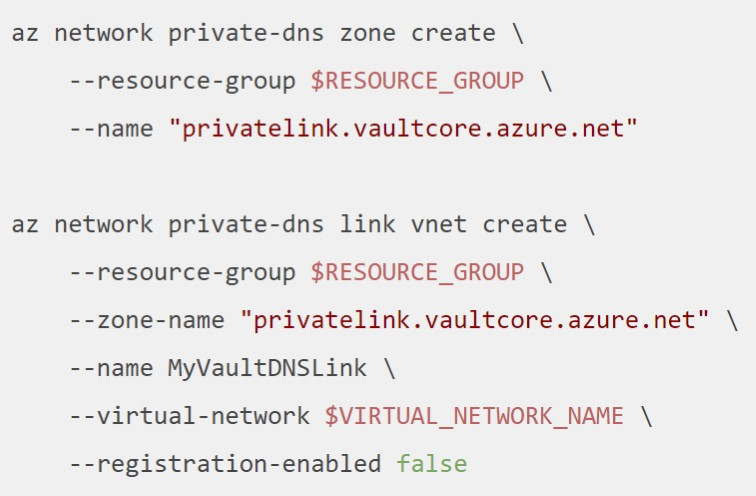 az network private-dns zone create \
    --resource-group $RESOURCE_GROUP \
    --name "privatelink.vaultcore.azure.net"

az network private-dns link vnet create \
    --resource-group $RESOURCE_GROUP \
    --zone-name "privatelink.vaultcore.azure.net" \
    --name MyVaultDNSLink \
    --virtual-network $VIRTUAL_NETWORK_NAME \
    --registration-enabled false